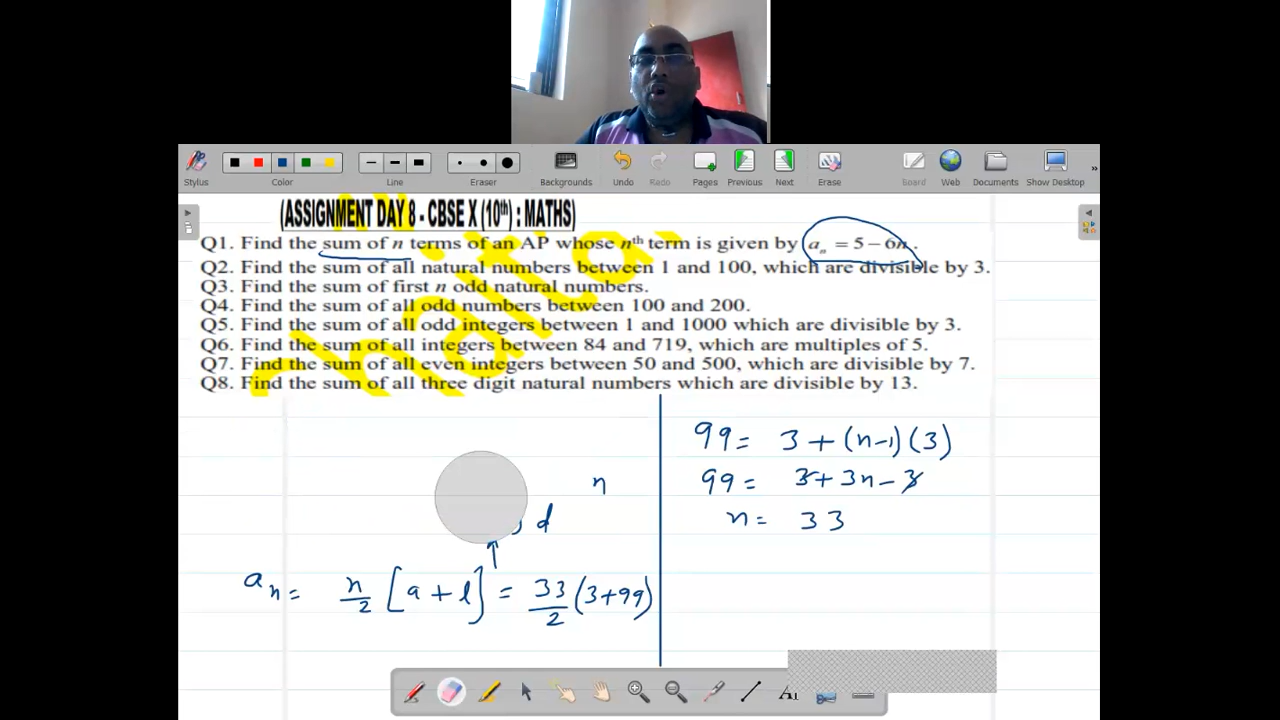 Stylus Color Line Eraser Backgrounds Undo Redo Pages Previous Next Erase Board Web Documents Show Desktop »
(ASSIGNMENT DAY 8 - CBSE X (10th) : MATHS)
Q1. Find the sum of n terms of an AP whose nth term is given by aₙ = 5 − 6n .
Q2. Find the sum of all natural numbers between 1 and 100, which are divisible by 3.
Q3. Find the sum of first n odd natural numbers.
Q4. Find the sum of all odd numbers between 100 and 200.
Q5. Find the sum of all odd integers between 1 and 1000 which are divisible by 3.
Q6. Find the sum of all integers between 84 and 719, which are multiples of 5.
Q7. Find the sum of all even integers between 50 and 500, which are divisible by 7.
Q8. Find the sum of all three digit natural numbers which are divisible by 13.
n
d
aₙ = n/2 [a + l] = 33/2 (3+99)
99 = 3 + (n-1) (3)
99 = 3 + 3n - 3
n = 33